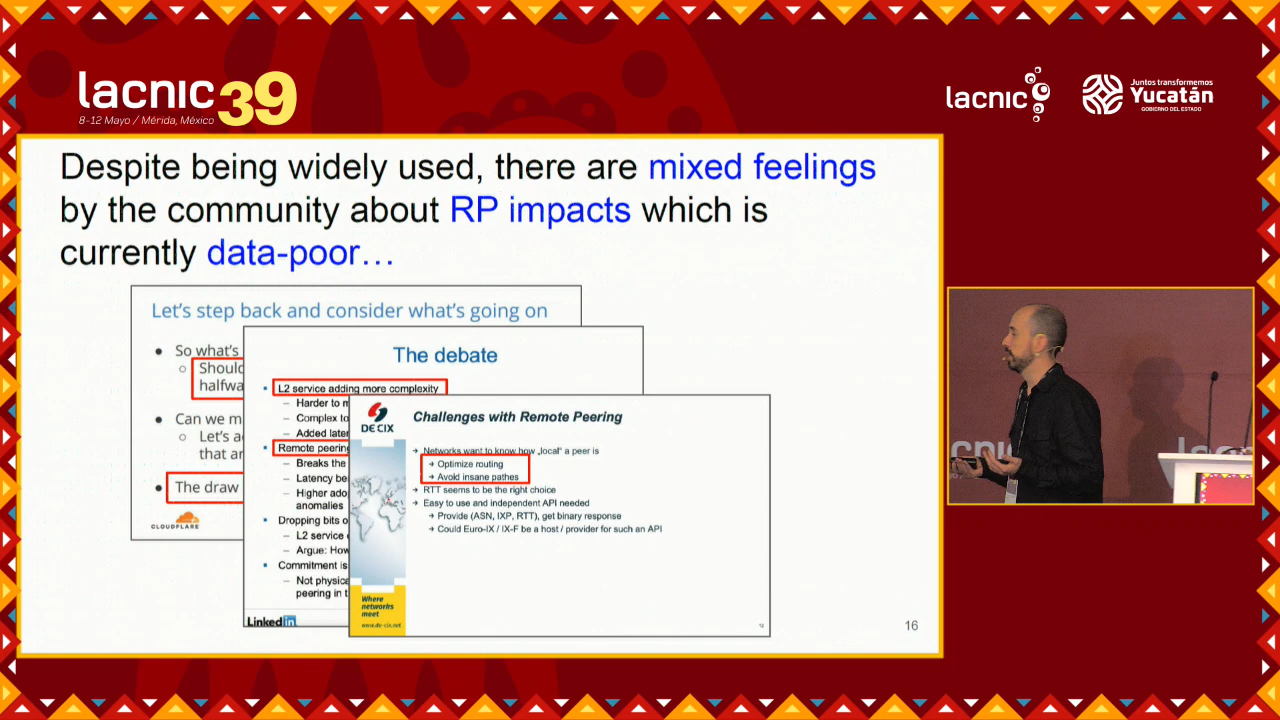 lacnic 39
8-12 Mayo / Mérida, México
lacnic
Juntos transformemos
Yucatán
GOBIERNO DEL ESTADO
Despite being widely used, there are mixed feelings
by the community about RP impacts which is
currently data-poor…
Let's step back and consider what's going on
So what's
Should
halfwa
Can we m
Let's a
that ar
The draw
CLOUDFLARE
The debate
L2 service adding more complexity
Harder to m
Complex to
Added later
Remote peering
Breaks the
Latency be
Higher ado
anomalies
Dropping bits o
L2 service
Argue: How
Commitment is
Not physica
peering in t
Linked in
DE CIX
Challenges with Remote Peering
Networks want to know how „local“ a peer is
Optimize routing
Avoid insane pathes
RTT seems to be the right choice
Easy to use and independent API needed
Provide (ASN, IXP, RTT), get binary response
Could Euro-IX / IX-F be a host / provider for such an API
Where
networks
meet
www.de-cix.net
12
16